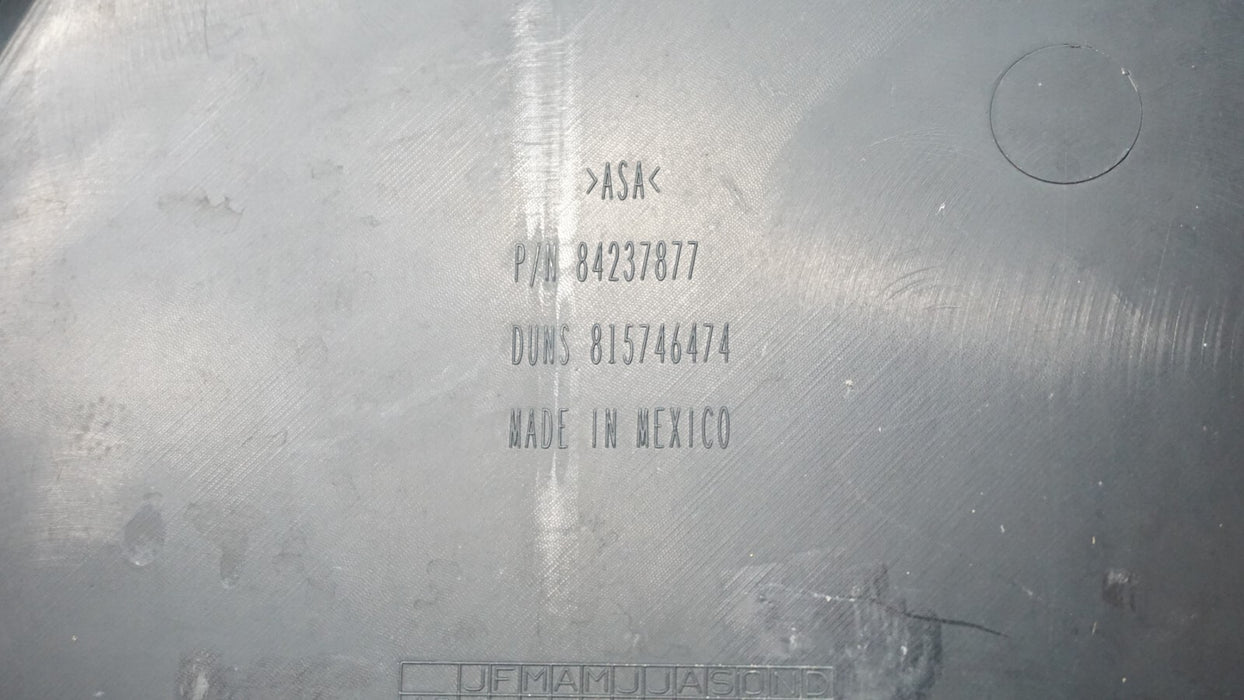 >ASA<
P/N 84237877
DUNS 815746474
MADE IN MEXICO
JFMAMJJASOND